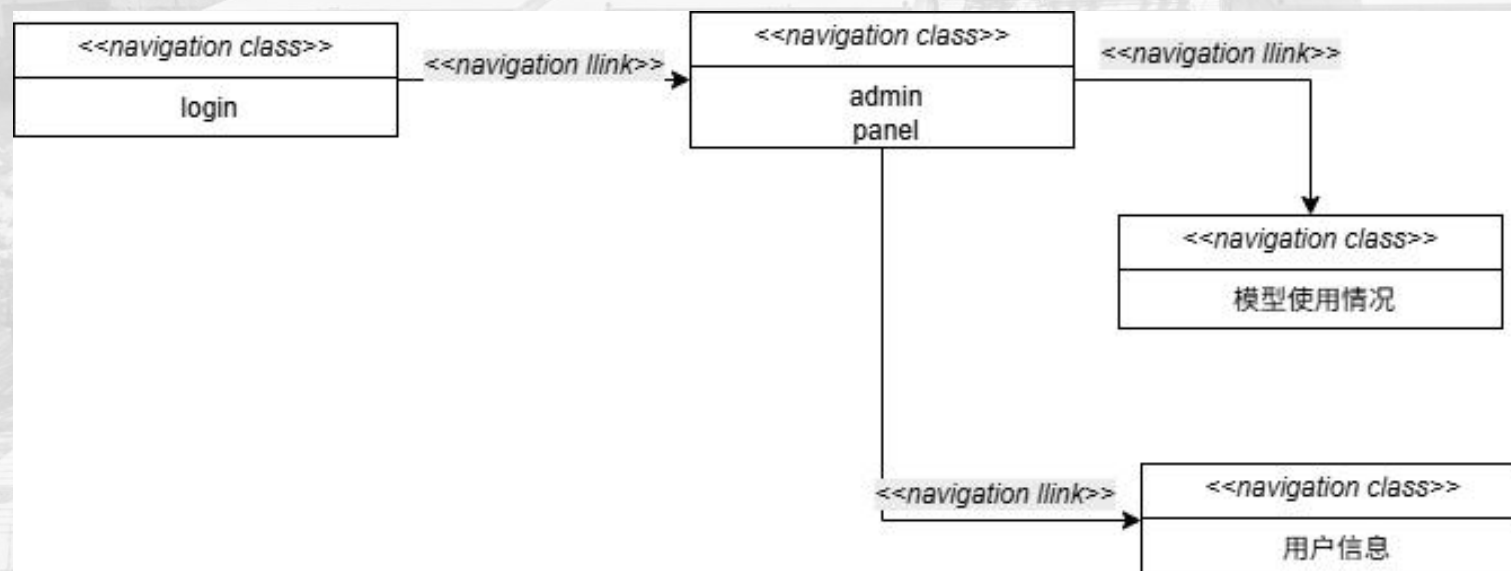 <<navigation class>>
login
<<navigation llink>>
<<navigation class>>
admin
panel
<<navigation llink>>
<<navigation class>>
模型使用情况
<<navigation llink>>
<<navigation class>>
用户信息